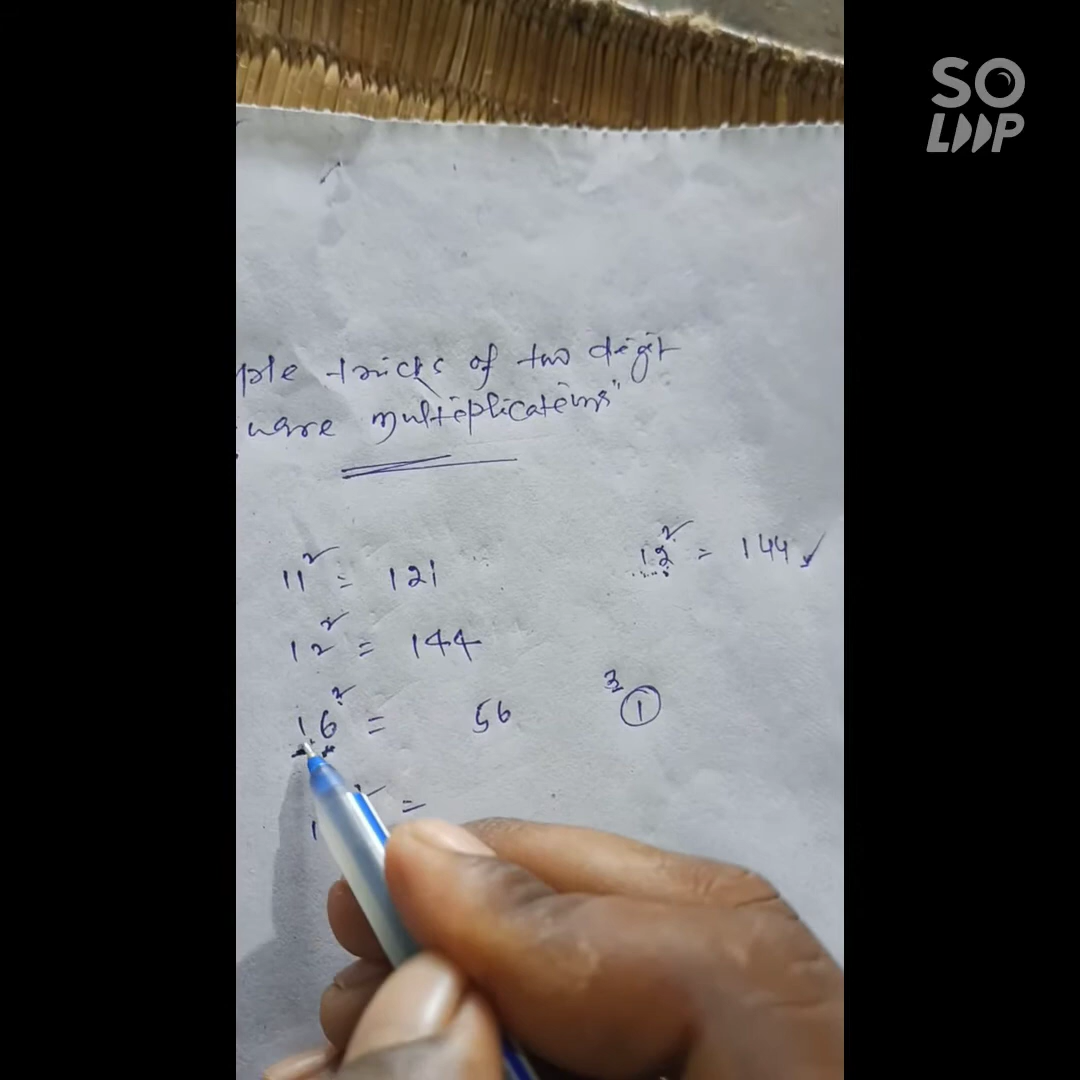 SO
LOOP
ple tricks of two digit
uare multiplications"
11² = 121
12² = 144
12² = 144
16² = 56
3 1
1 =